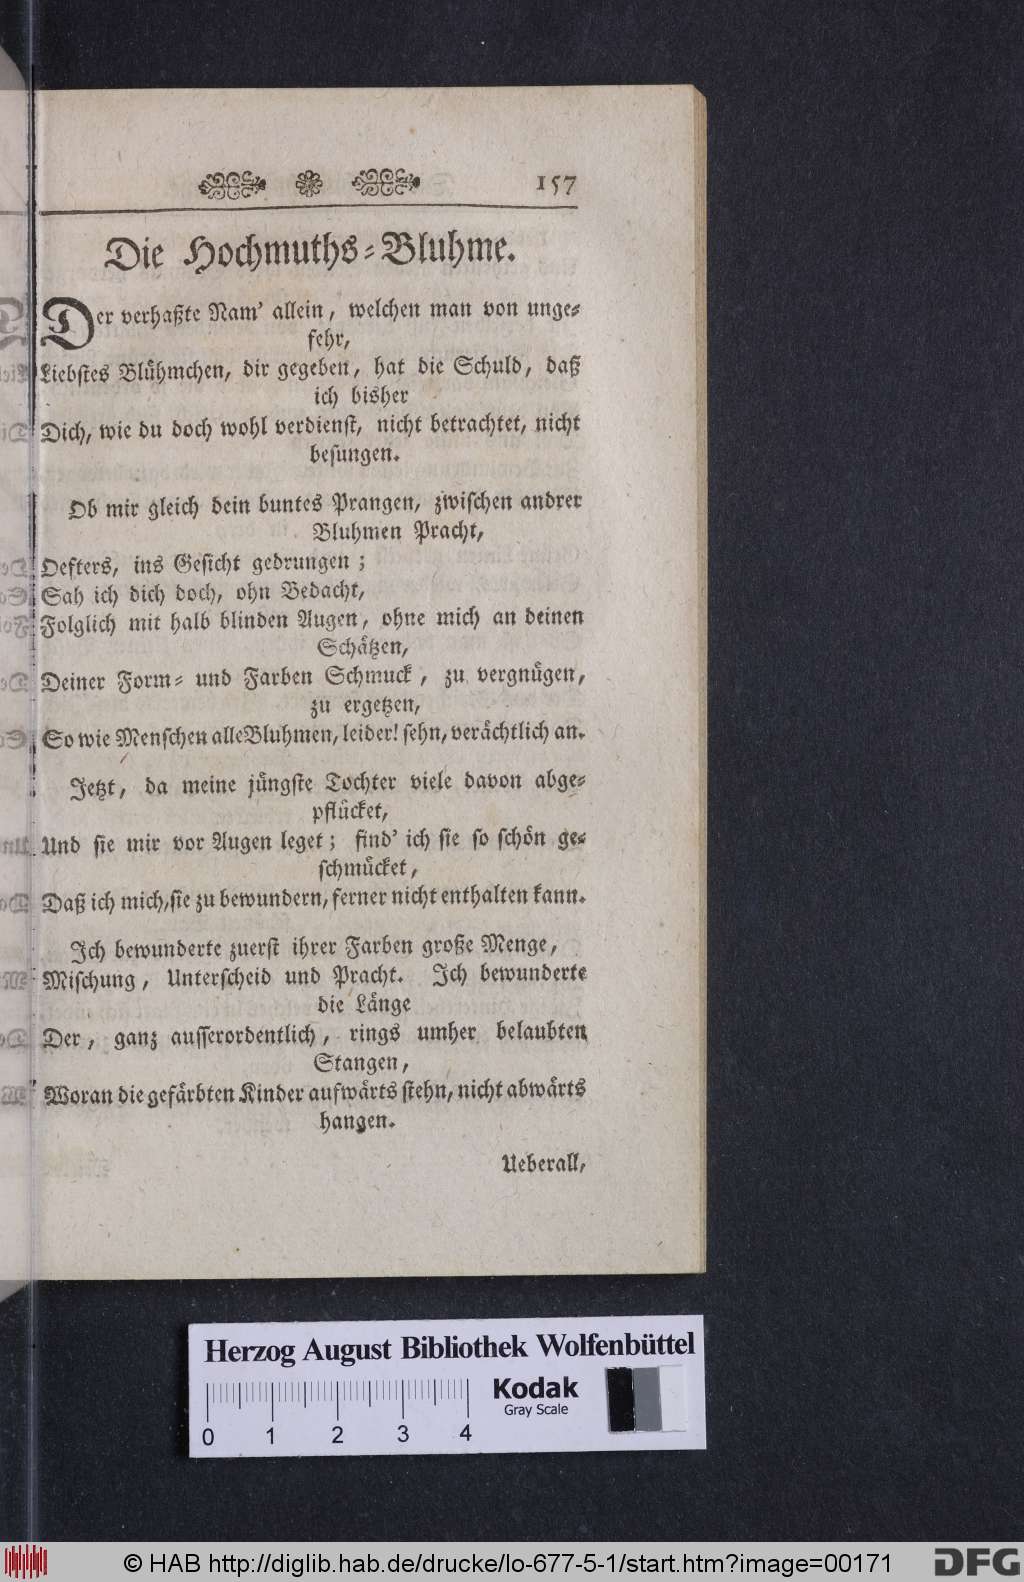 157
Die Hochmuths-Bluhme.
Der verhaßte Nam' allein, welchen man von unge-
fehr,
Liebstes Blühmchen, dir gegeben, hat die Schuld, daß
ich bisher
Dich, wie du doch wohl verdienst, nicht betrachtet, nicht
besungen.
Ob mir gleich dein buntes Prangen, zwischen andrer
Bluhmen Pracht,
Oefters, ins Gesicht gedrungen;
Sah ich dich doch, ohn Bedacht,
Folglich mit halb blinden Augen, ohne mich an deinen
Schätzen,
Deiner Form- und Farben Schmuck, zu vergnügen,
zu ergetzen,
So wie Menschen alle Bluhmen, leider! sehn, verächtlich an.
Jetzt, da meine jüngste Tochter viele davon abge-
pflücket,
Und sie mir vor Augen leget; find' ich sie so schön ge-
schmücket,
Daß ich mich, sie zu bewundern, ferner nicht enthalten kann.
Ich bewunderte zuerst ihrer Farben große Menge,
Mischung, Unterscheid und Pracht. Ich bewunderte
die Länge
Der, ganz ausserordentlich, rings umher belaubten
Stangen,
Woran die gefärbten Kinder aufwärts stehn, nicht abwärts
hangen.
Ueberall,
Herzog August Bibliothek Wolfenbüttel
Kodak
Gray Scale
0 1 2 3 4
© HAB http://diglib.hab.de/drucke/lo-677-5-1/start.htm?image=00171
DFG